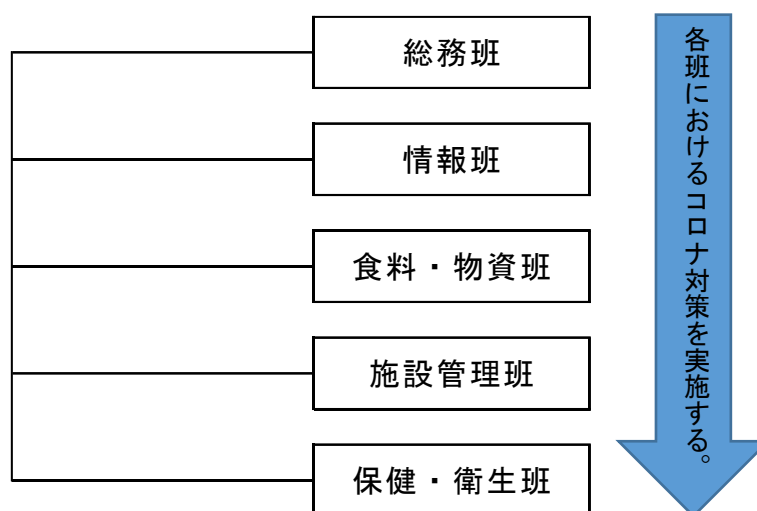 総務班
情報班
食料・物資班
施設管理班
保健・衛生班
各班におけるコロナ対策を実施する。